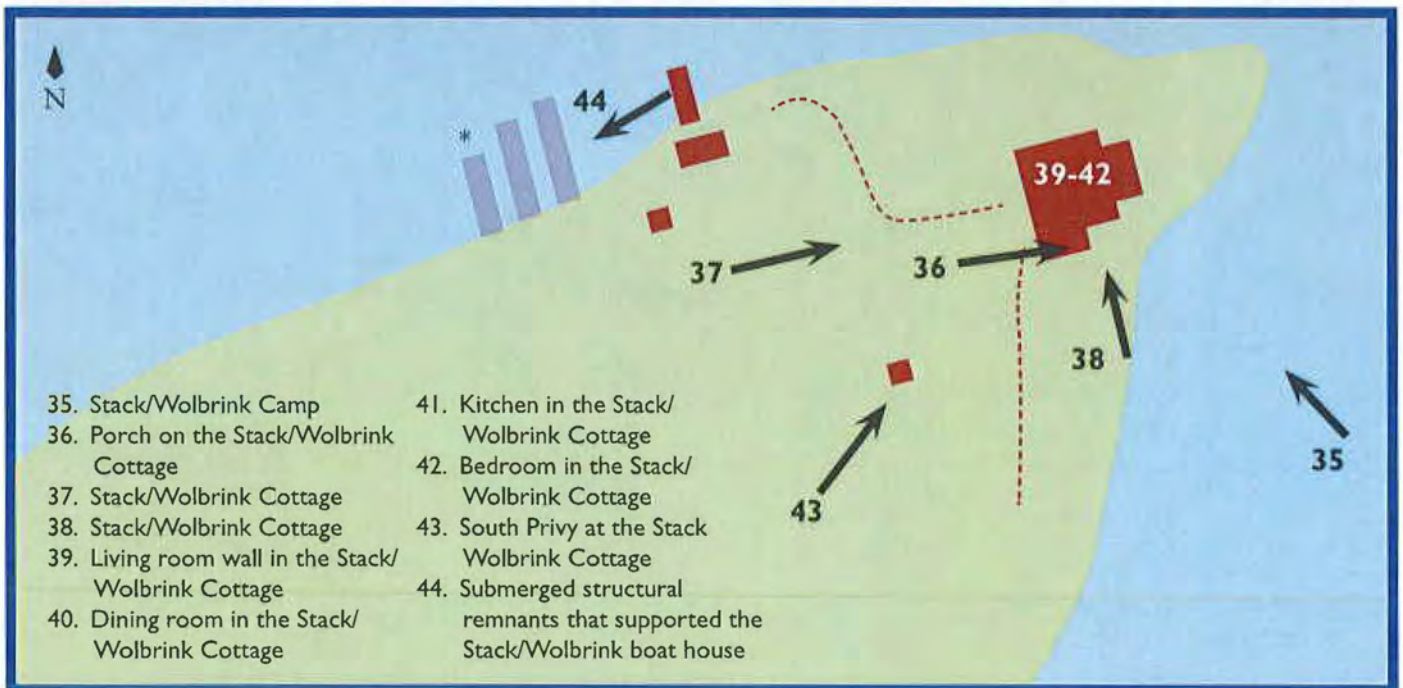 N
*
44
39-42
37
36
38
35
43
35. Stack/Wolbrink Camp
36. Porch on the Stack/Wolbrink
Cottage
37. Stack/Wolbrink Cottage
38. Stack/Wolbrink Cottage
39. Living room wall in the Stack/
Wolbrink Cottage
40. Dining room in the Stack/
Wolbrink Cottage
41. Kitchen in the Stack/
Wolbrink Cottage
42. Bedroom in the Stack/
Wolbrink Cottage
43. South Privy at the Stack
Wolbrink Cottage
44. Submerged structural
remnants that supported the
Stack/Wolbrink boat house